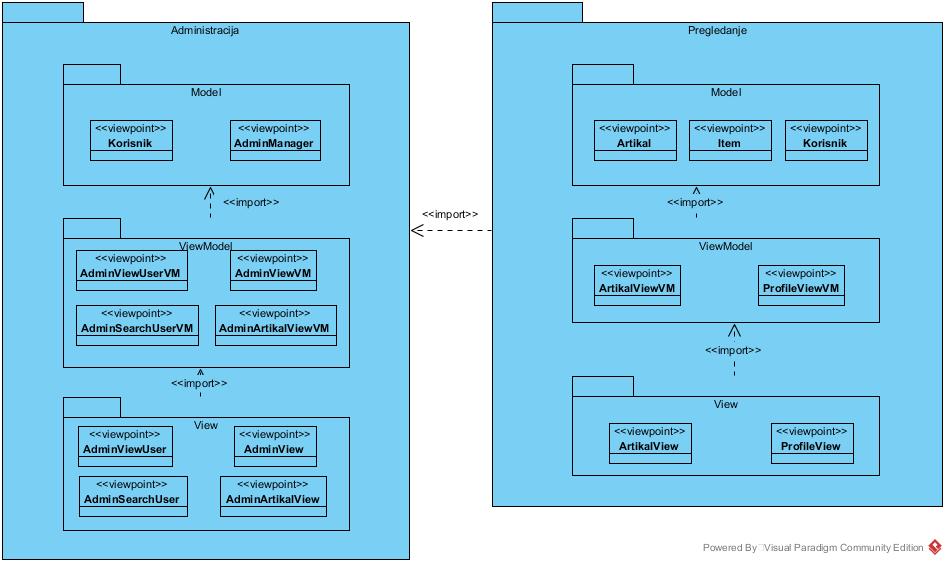 Administracija
Model
<<viewpoint>>
Korisnik
<<viewpoint>>
AdminManager
<<import>>
ViewModel
<<viewpoint>>
AdminViewUserVM
<<viewpoint>>
AdminViewVM
<<viewpoint>>
AdminSearchUserVM
<<viewpoint>>
AdminArtikalViewVM
<<import>>
View
<<viewpoint>>
AdminViewUser
<<viewpoint>>
AdminView
<<viewpoint>>
AdminSearchUser
<<viewpoint>>
AdminArtikalView
<<import>>
Pregledanje
Model
<<viewpoint>>
Artikal
<<viewpoint>>
Item
<<viewpoint>>
Korisnik
<<import>>
ViewModel
<<viewpoint>>
ArtikalViewVM
<<viewpoint>>
ProfileViewVM
<<import>>
View
<<viewpoint>>
ArtikalView
<<viewpoint>>
ProfileView
Powered By Visual Paradigm Community Edition